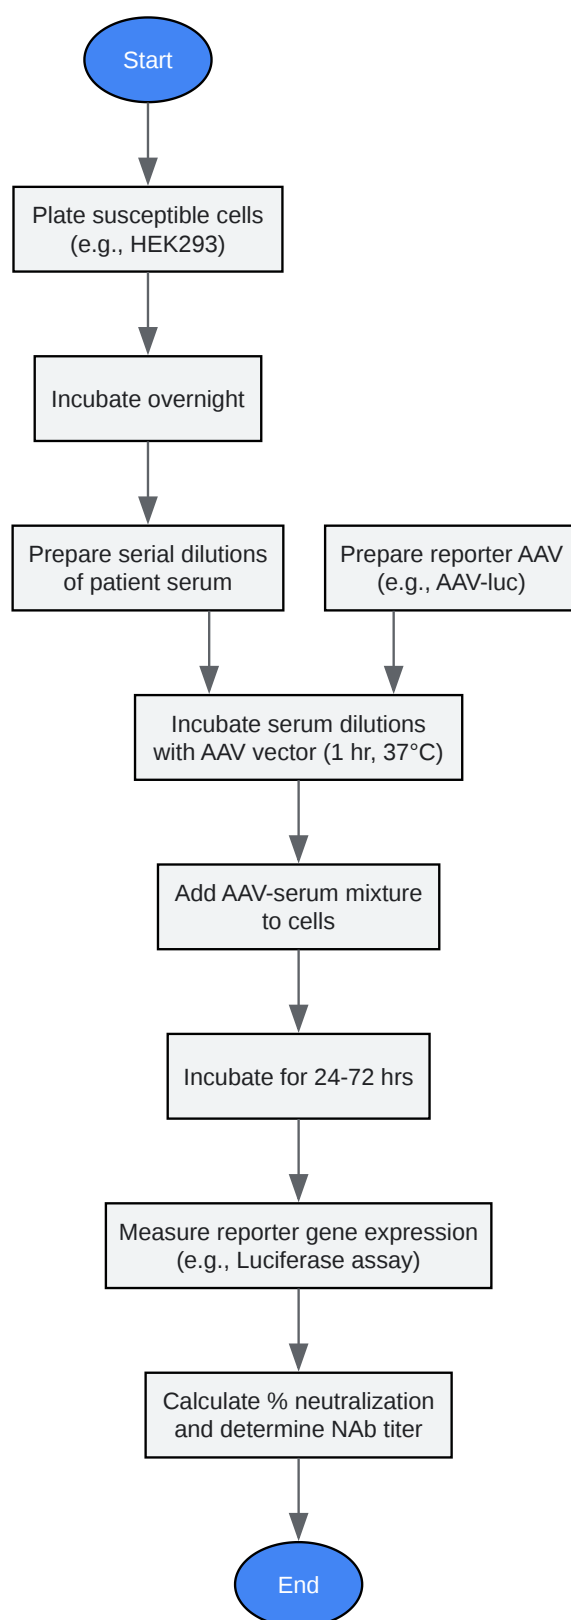 Start
Plate susceptible cells
(e.g., HEK293)
Incubate overnight
Prepare serial dilutions
of patient serum
Prepare reporter AAV
(e.g., AAV-luc)
Incubate serum dilutions
with AAV vector (1 hr, 37°C)
Add AAV-serum mixture
to cells
Incubate for 24-72 hrs
Measure reporter gene expression
(e.g., Luciferase assay)
Calculate % neutralization
and determine NAb titer
End